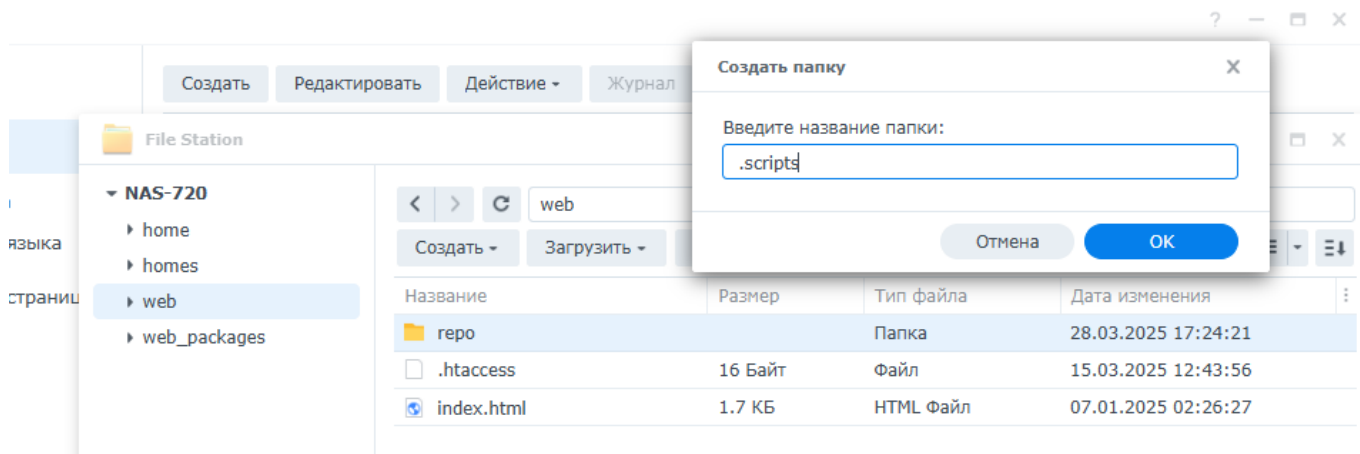 ?
Создать Редактировать Действие Журнал
Создать папку
Введите название папки:
.scripts
Отмена OK
File Station
NAS-720
home
homes
web
web_packages
языка
страниц
web
Создать Загрузить
Название Размер Тип файла Дата изменения
repo Папка 28.03.2025 17:24:21
.htaccess 16 Байт Файл 15.03.2025 12:43:56
index.html 1.7 КБ HTML Файл 07.01.2025 02:26:27